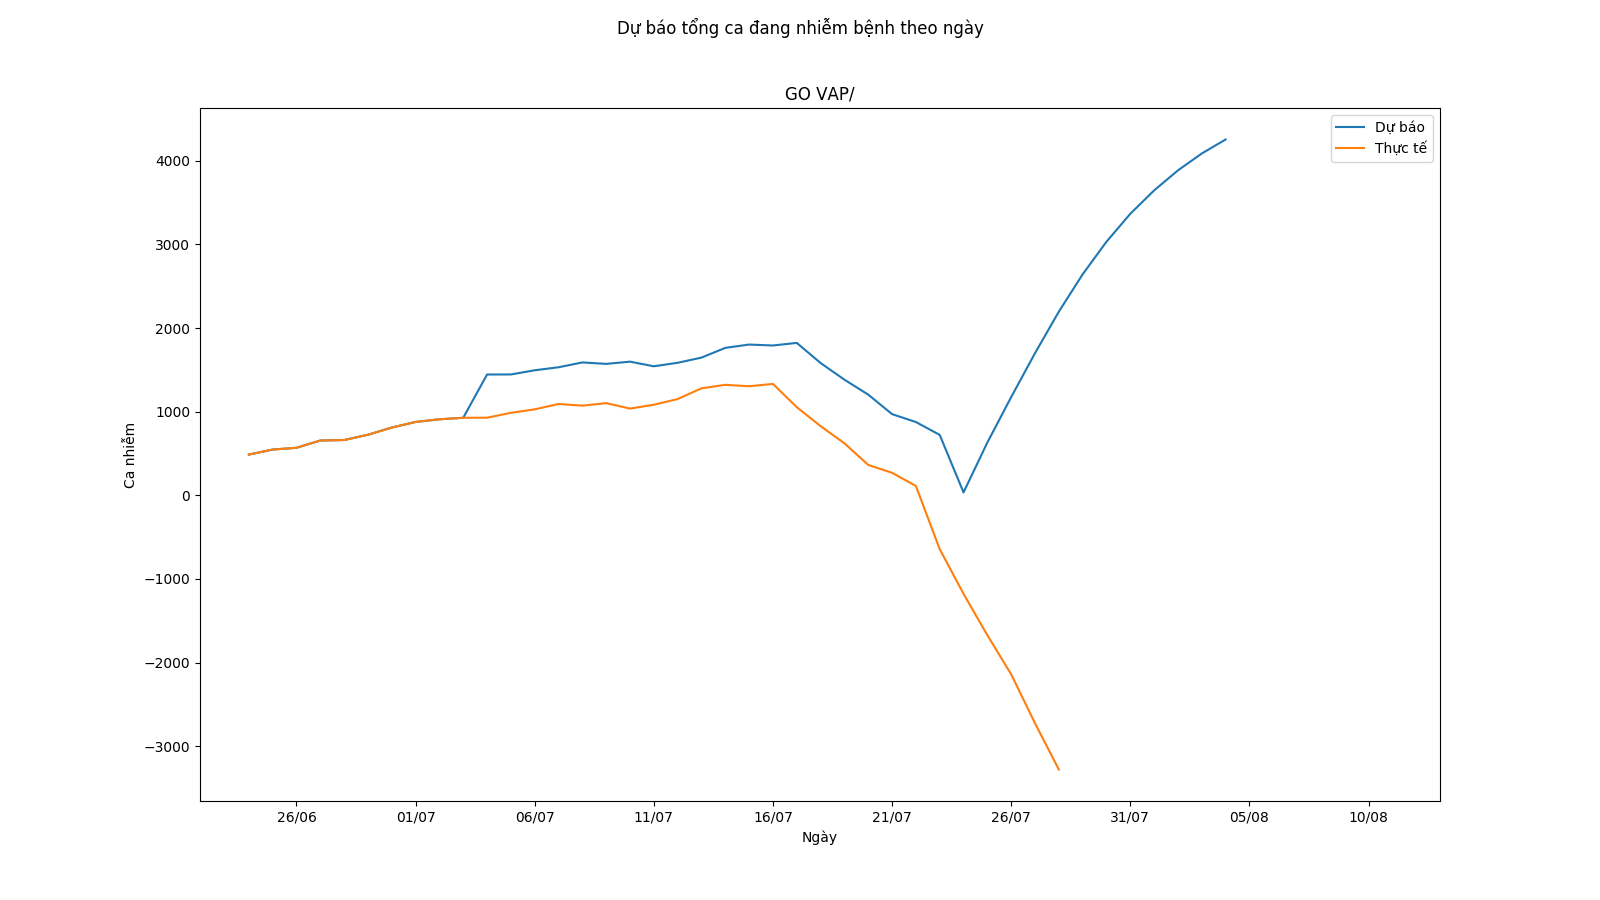 Dự báo tổng ca đang nhiễm bệnh theo ngày
GO VAP/
Dự báo
Thực tế
Ca nhiễm
4000
3000
2000
1000
0
−1000
−2000
−3000
26/06 01/07 06/07 11/07 16/07 21/07 26/07 31/07 05/08 10/08
Ngày